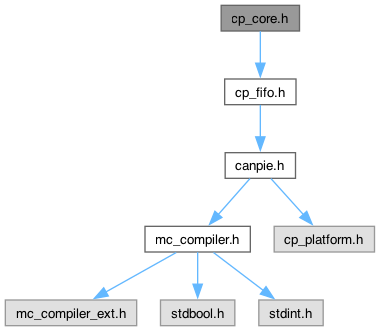 cp_core.h
cp_fifo.h
canpie.h
mc_compiler.h
cp_platform.h
mc_compiler_ext.h
stdbool.h
stdint.h